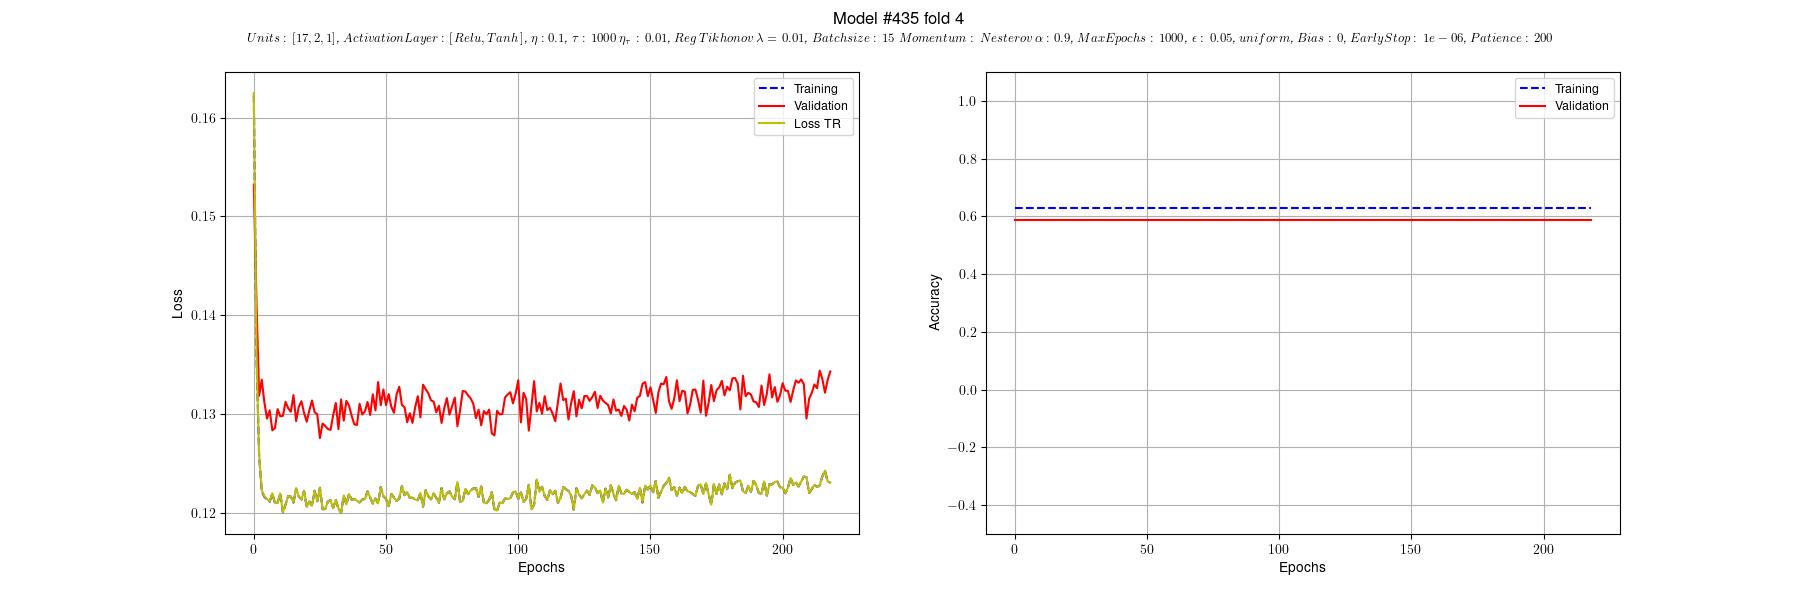 Model #435 fold 4
Units : [17, 2, 1], ActivationLayer : [Relu, Tanh], η : 0.1, τ : 1000 η_τ : 0.01, Reg Tikhonov λ = 0.01, Batchsize : 15 Momentum : Nesterov α : 0.9, MaxEpochs : 1000, ϵ : 0.05, uniform, Bias : 0, EarlyStop : 1e − 06, Patience : 200
Training
Validation
Loss TR
0.16
0.15
0.14
0.13
0.12
Loss
0 50 100 150 200
Epochs
Training
Validation
1.0
0.8
0.6
0.4
0.2
0.0
−0.2
−0.4
Accuracy
0 50 100 150 200
Epochs